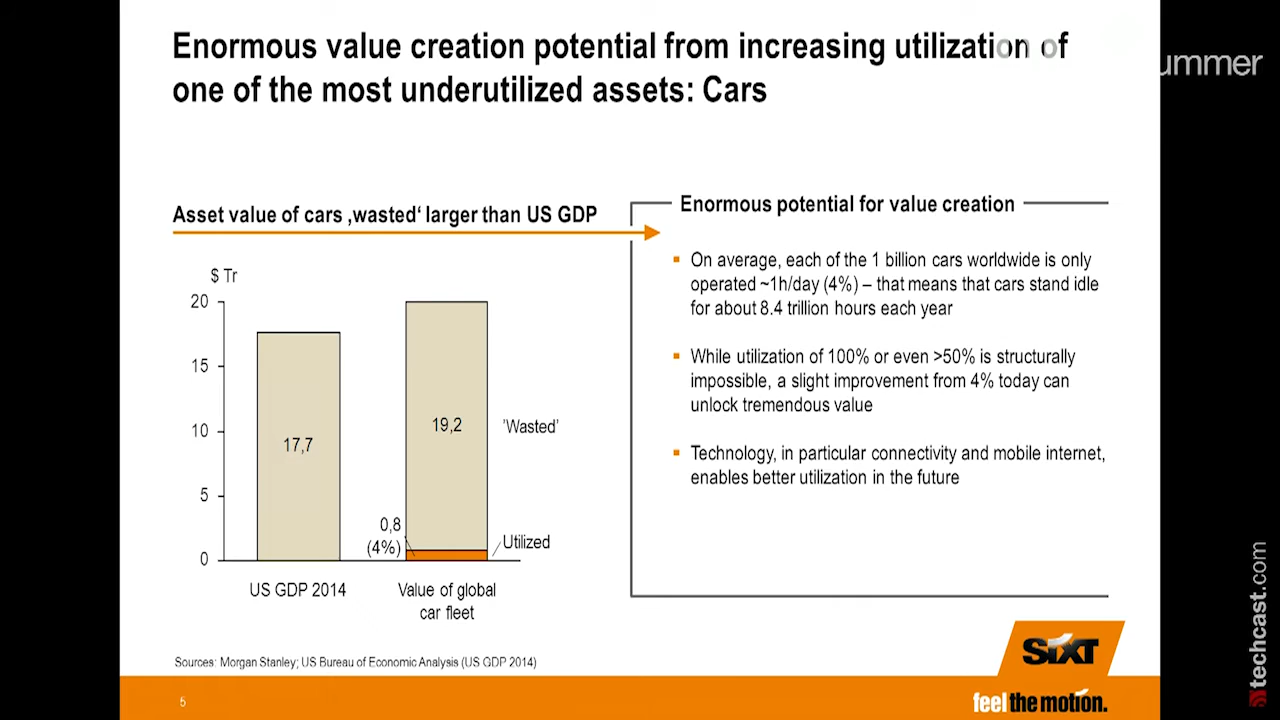 Enormous value creation potential from increasing utilization of
one of the most underutilized assets: Cars
ummer
Asset value of cars ‚wasted‘ larger than US GDP
$ Tr
20
15
10
5
0
17,7
19,2
0,8
(4%)
'Wasted'
Utilized
US GDP 2014
Value of global
car fleet
Enormous potential for value creation
▪ On average, each of the 1 billion cars worldwide is only
operated ~1h/day (4%) – that means that cars stand idle
for about 8.4 trillion hours each year
▪ While utilization of 100% or even >50% is structurally
impossible, a slight improvement from 4% today can
unlock tremendous value
▪ Technology, in particular connectivity and mobile internet,
enables better utilization in the future
Sources: Morgan Stanley; US Bureau of Economic Analysis (US GDP 2014)
SIXT
feel the motion.
techcast.com